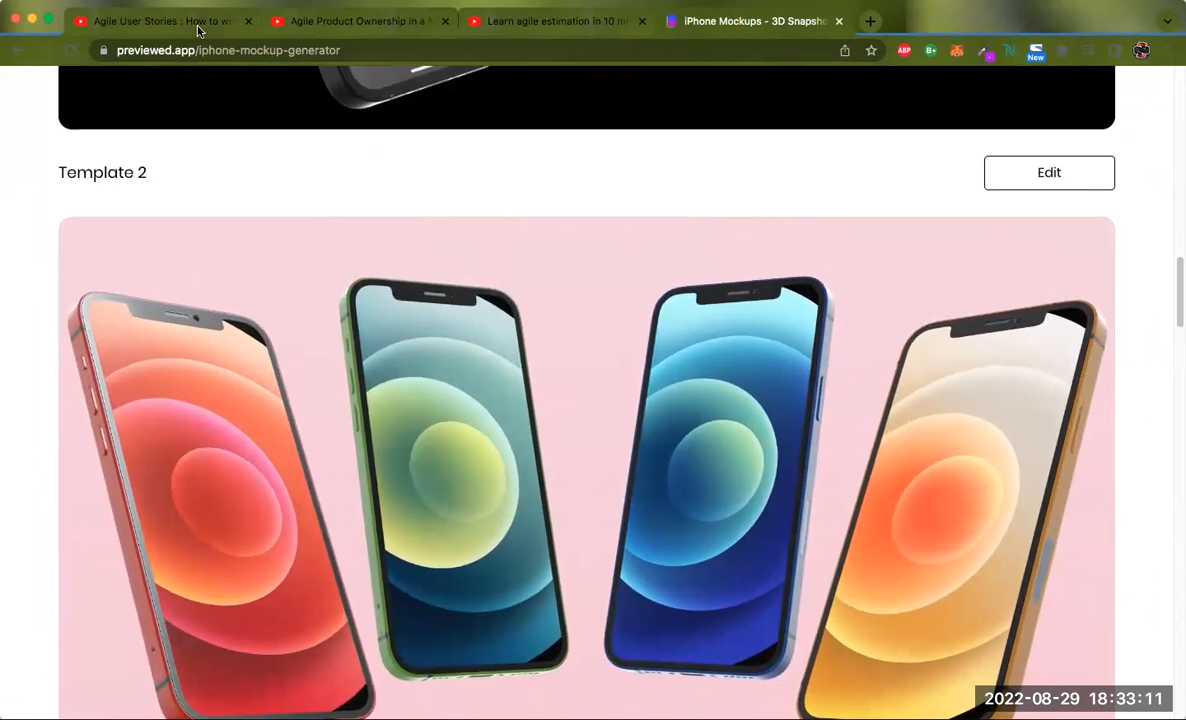 Agile User Stories : How to wr
Agile Product Ownership in a N
Learn agile estimation in 10 m
iPhone Mockups - 3D Snapsho
previewed.app/iphone-mockup-generator
ABP
B+
New
Template 2
Edit
2022-08-29 18:33:11